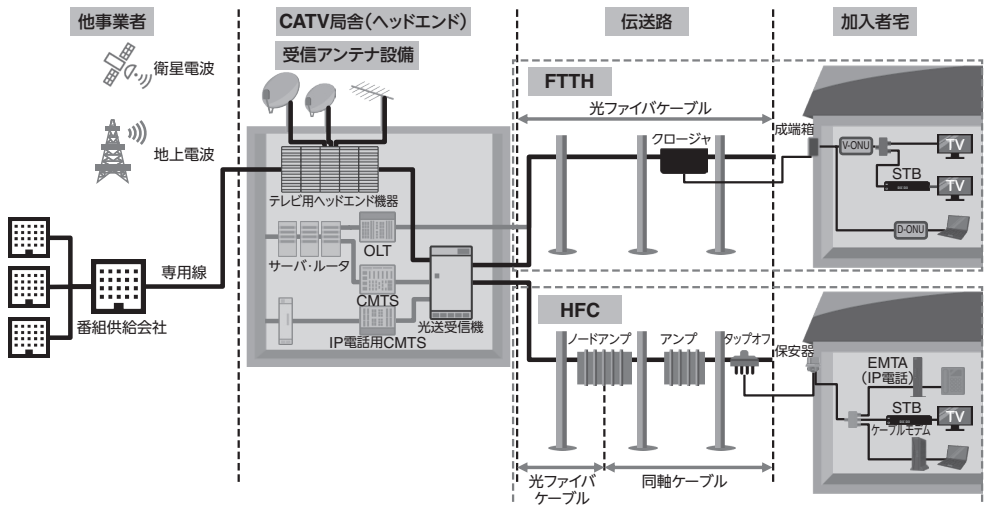 他事業者
CATV局舎(ヘッドエンド)
伝送路
加入者宅
受信アンテナ設備
衛星電波
地上電波
専用線
番組供給会社
テレビ用ヘッドエンド機器
サーバ・ルータ
OLT
CMTS
IP電話用CMTS
光送受信機
FTTH
光ファイバケーブル
クロージャ
成端箱
V-ONU
TV
STB
TV
D-ONU
HFC
ノードアンプ
アンプ
タップオフ
保安器
EMTA
(IP電話)
STB
TV
ケーブルモデム
光ファイバ
ケーブル
同軸ケーブル